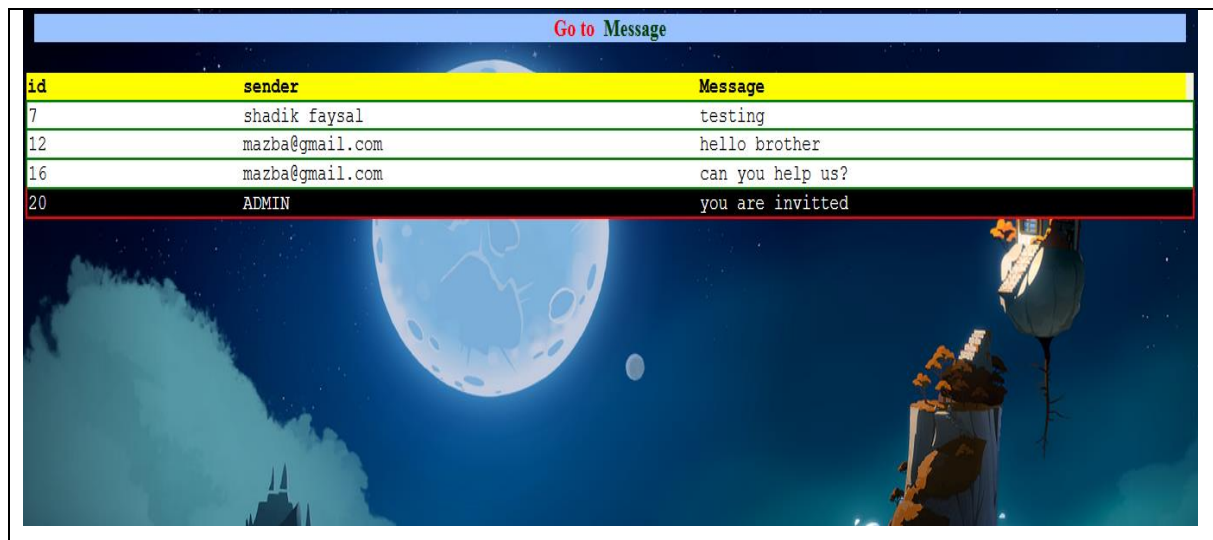 Go to Message
id sender Message
7 shadik faysal testing
12 mazba@gmail.com hello brother
16 mazba@gmail.com can you help us?
20 ADMIN you are invitted